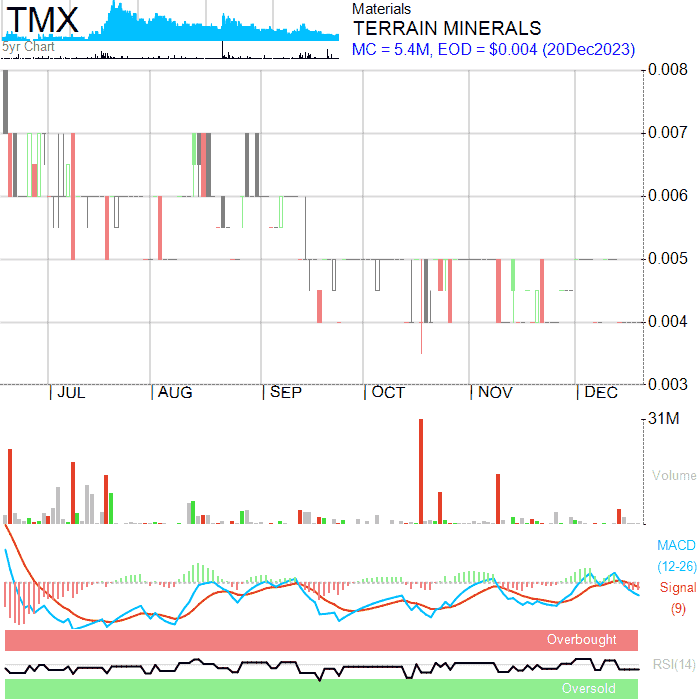 TMX
5yr Chart
Materials
TERRAIN MINERALS
MC = 5.4M, EOD = $0.004 (20Dec2023)
0.008
0.007
0.006
0.005
0.004
0.003
JUL AUG SEP OCT NOV DEC
31M
Volume
MACD
(12-26)
Signal
(9)
Overbought
RSI(14)
Oversold